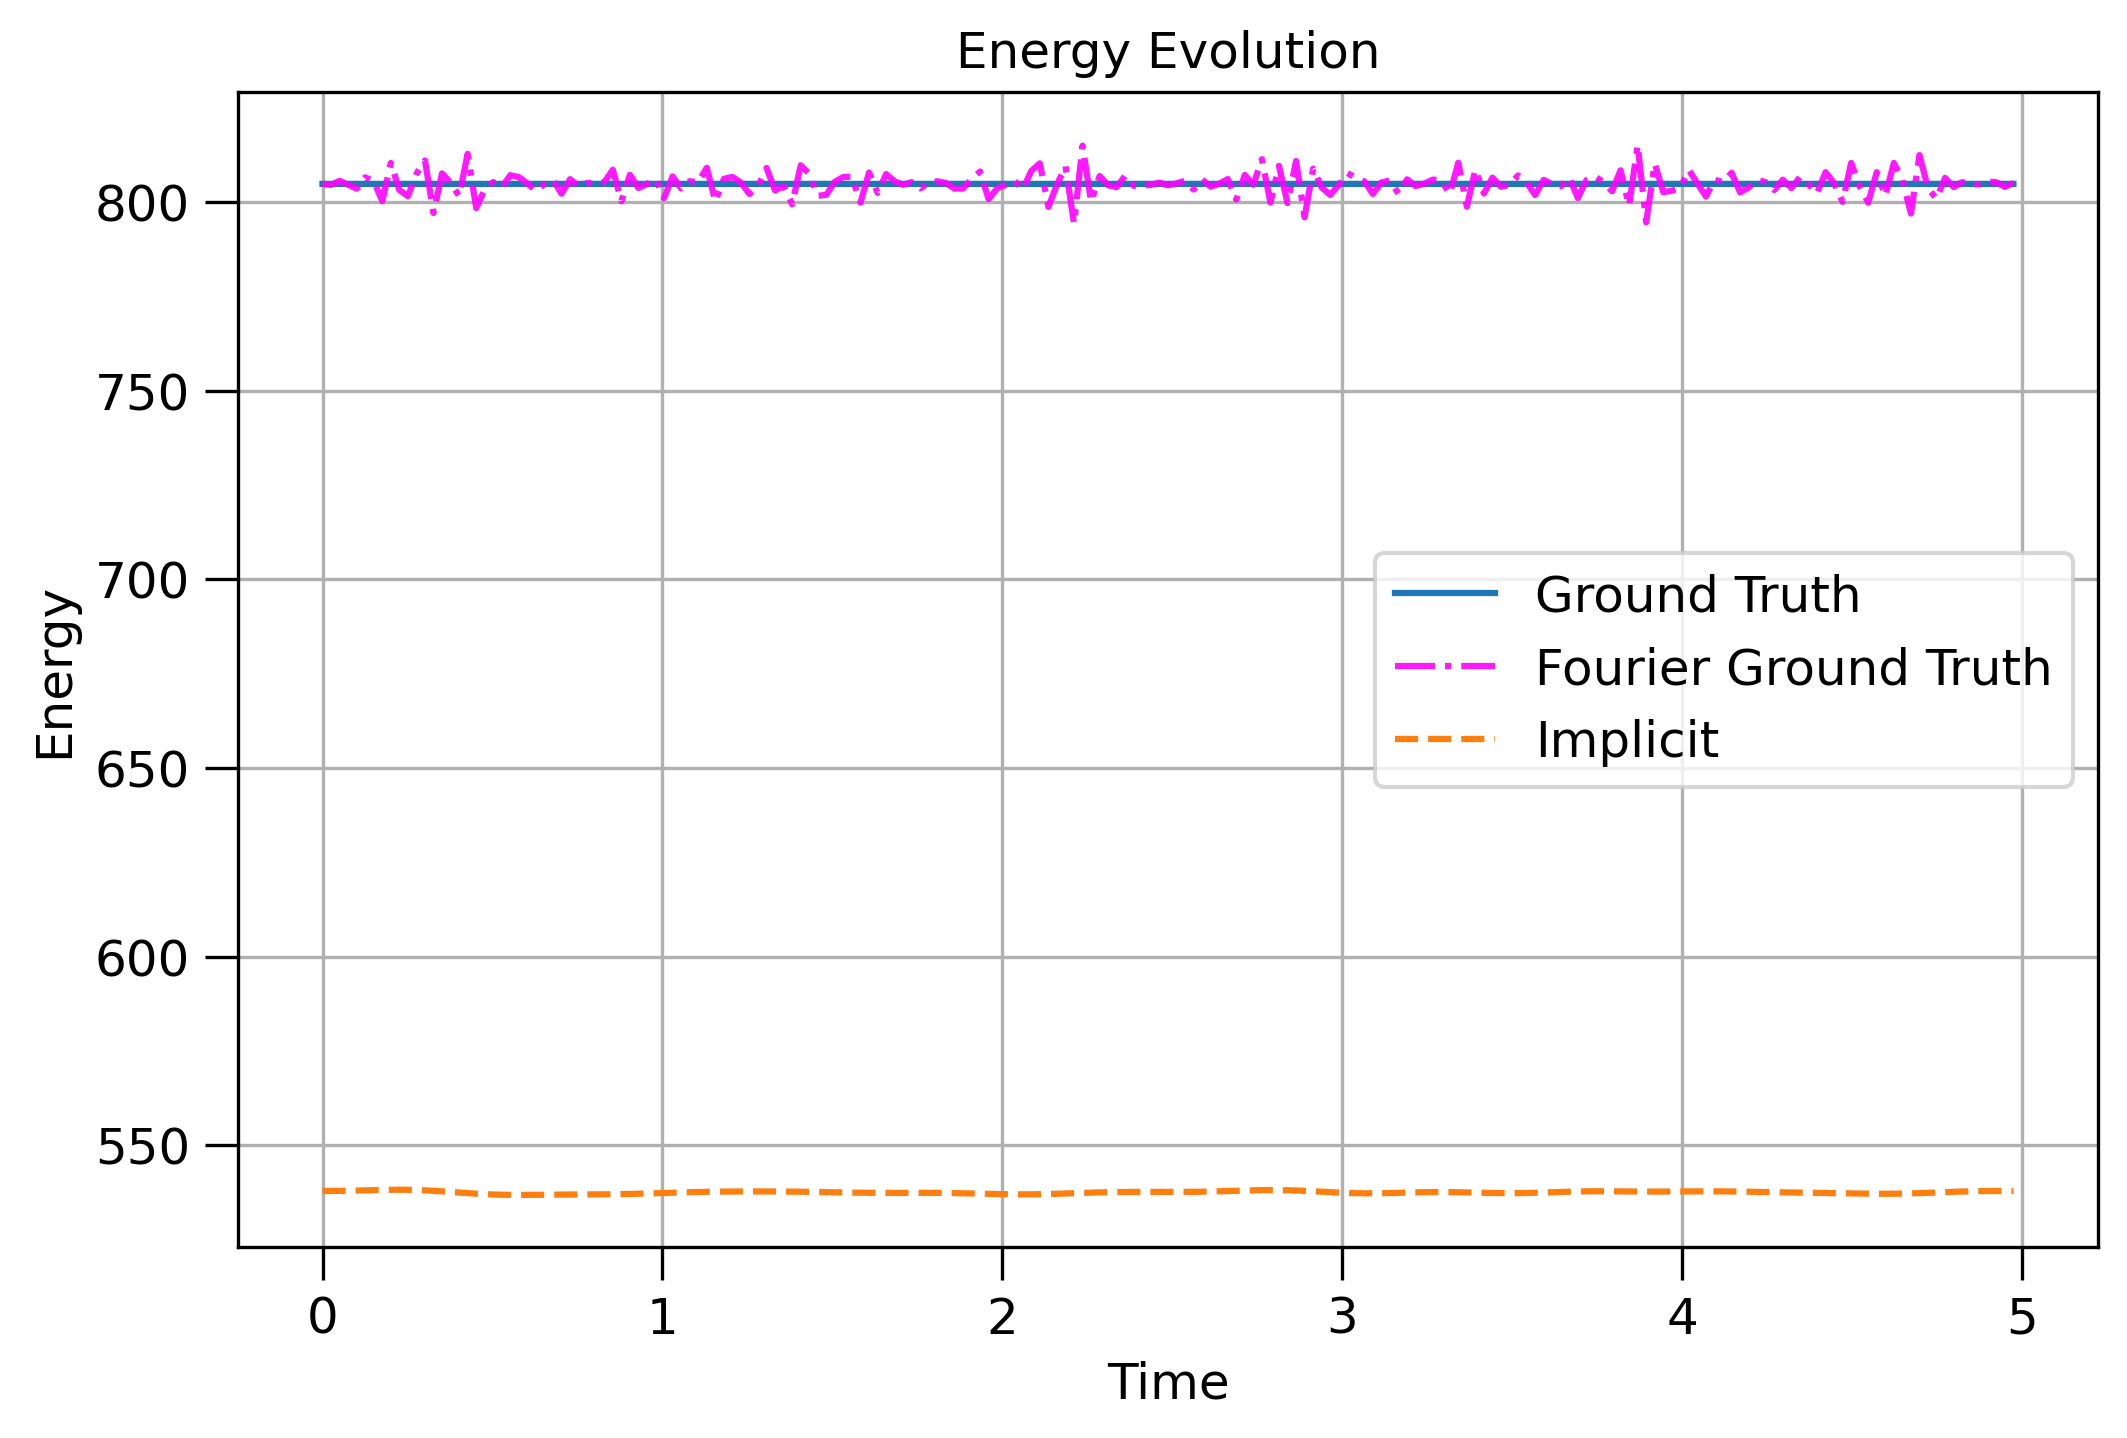 Energy Evolution
800
750
700
650
600
550
Energy
Ground Truth
Fourier Ground Truth
Implicit
0 1 2 3 4 5
Time